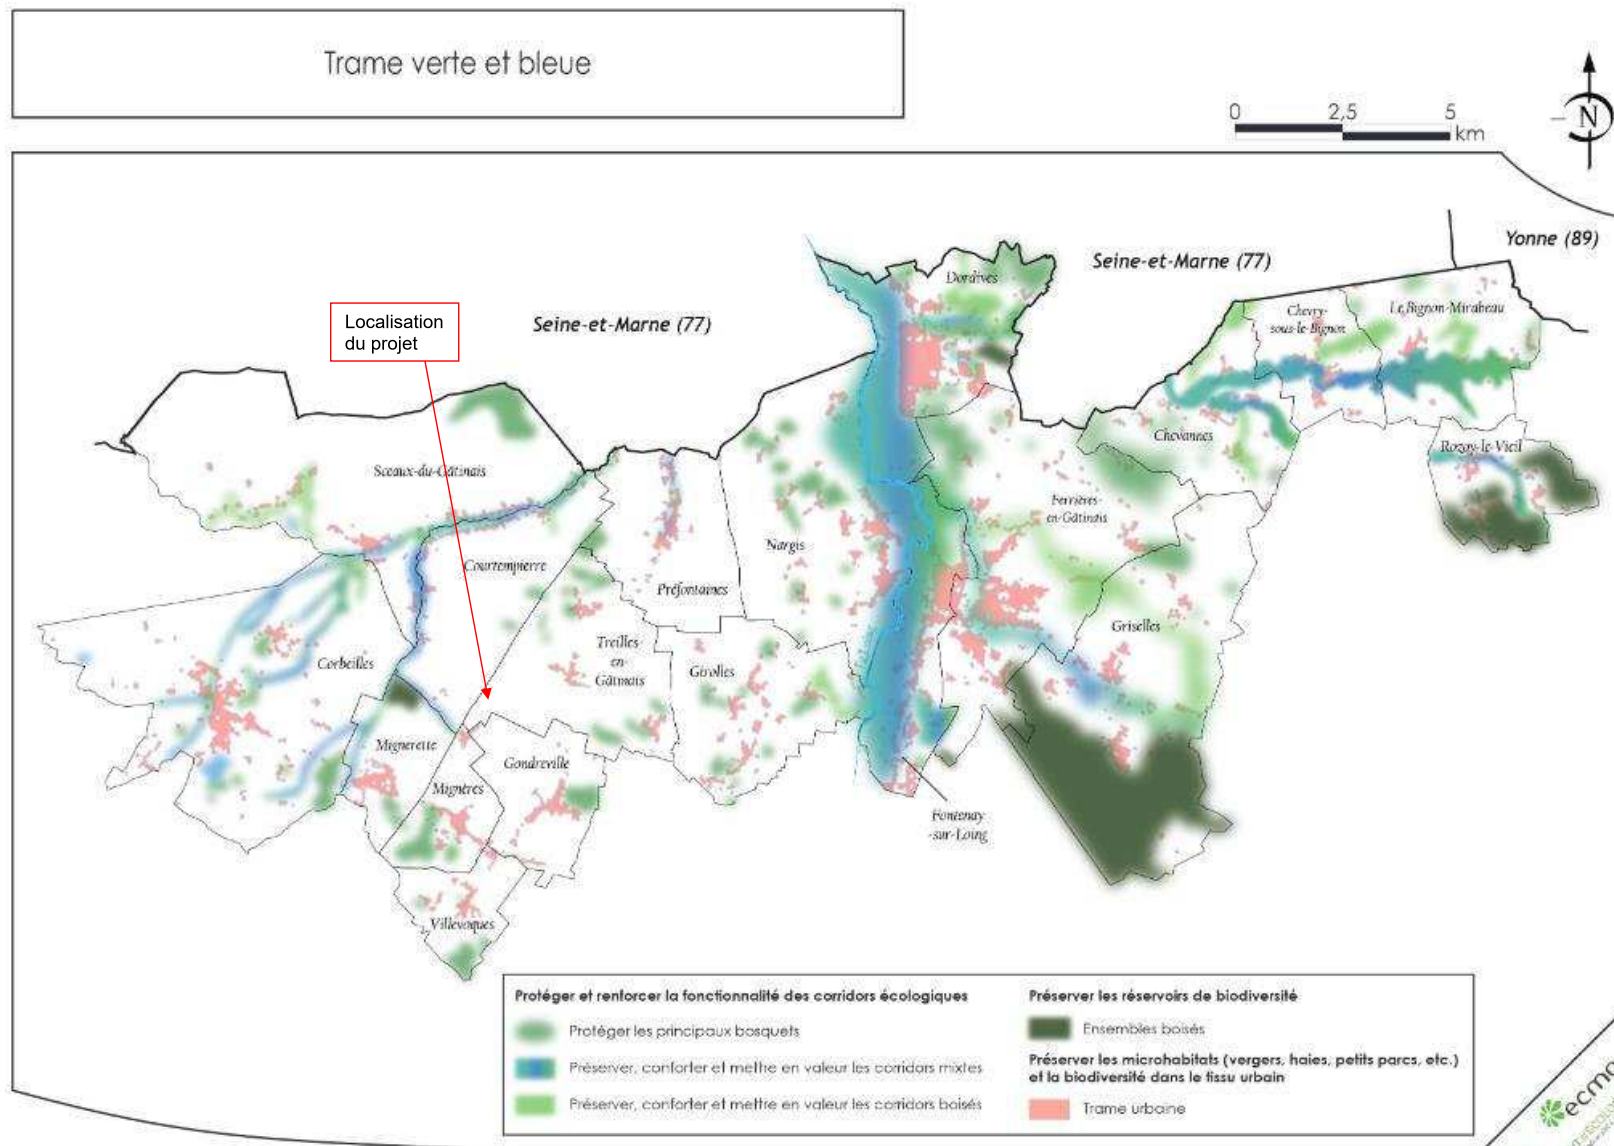 Trame verte et bleue
0 2,5 5
km
N
Yonne (89)
Seine-et-Marne (77)
Seine-et-Marne (77)
Localisation
du projet
Dordives
Chevry-
sous-le-Bignon
Le Bignon-Mirabeau
Chevannes
Rozoy-le-Vieil
Sceaux-du-Gâtinais
Ferrières-
en-Gâtinais
Nargis
Courtempierre
Préfontaines
Griselles
Treilles-
en-
Gâtinais
Girolles
Corbeilles
Mignerette
Gondreville
Mignères
Fontenay
-sur-Loing
Villevoques
Protéger et renforcer la fonctionnalité des corridors écologiques
Protéger les principaux bosquets
Préserver, conforter et mettre en valeur les corridors mixtes
Préserver, conforter et mettre en valeur les corridors boisés
Préserver les réservoirs de biodiversité
Ensembles boisés
Préserver les microhabitats (vergers, haies, petits parcs, etc.)
et la biodiversité dans le tissu urbain
Trame urbaine
ecmo